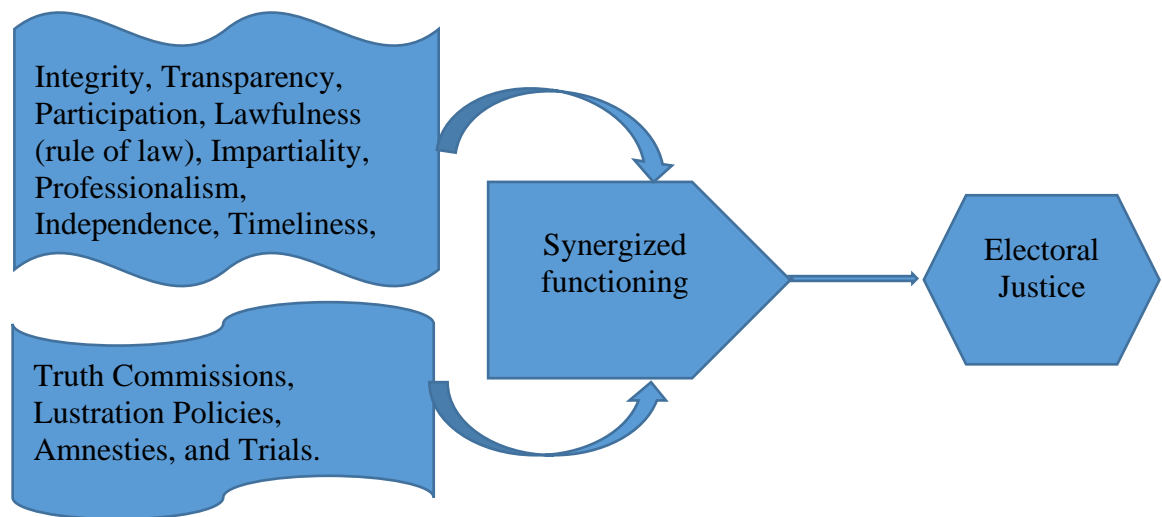 Integrity, Transparency,
Participation, Lawfulness
(rule of law), Impartiality,
Professionalism,
Independence, Timeliness,
Synergized
functioning
Electoral
Justice
Truth Commissions,
Lustration Policies,
Amnesties, and Trials.